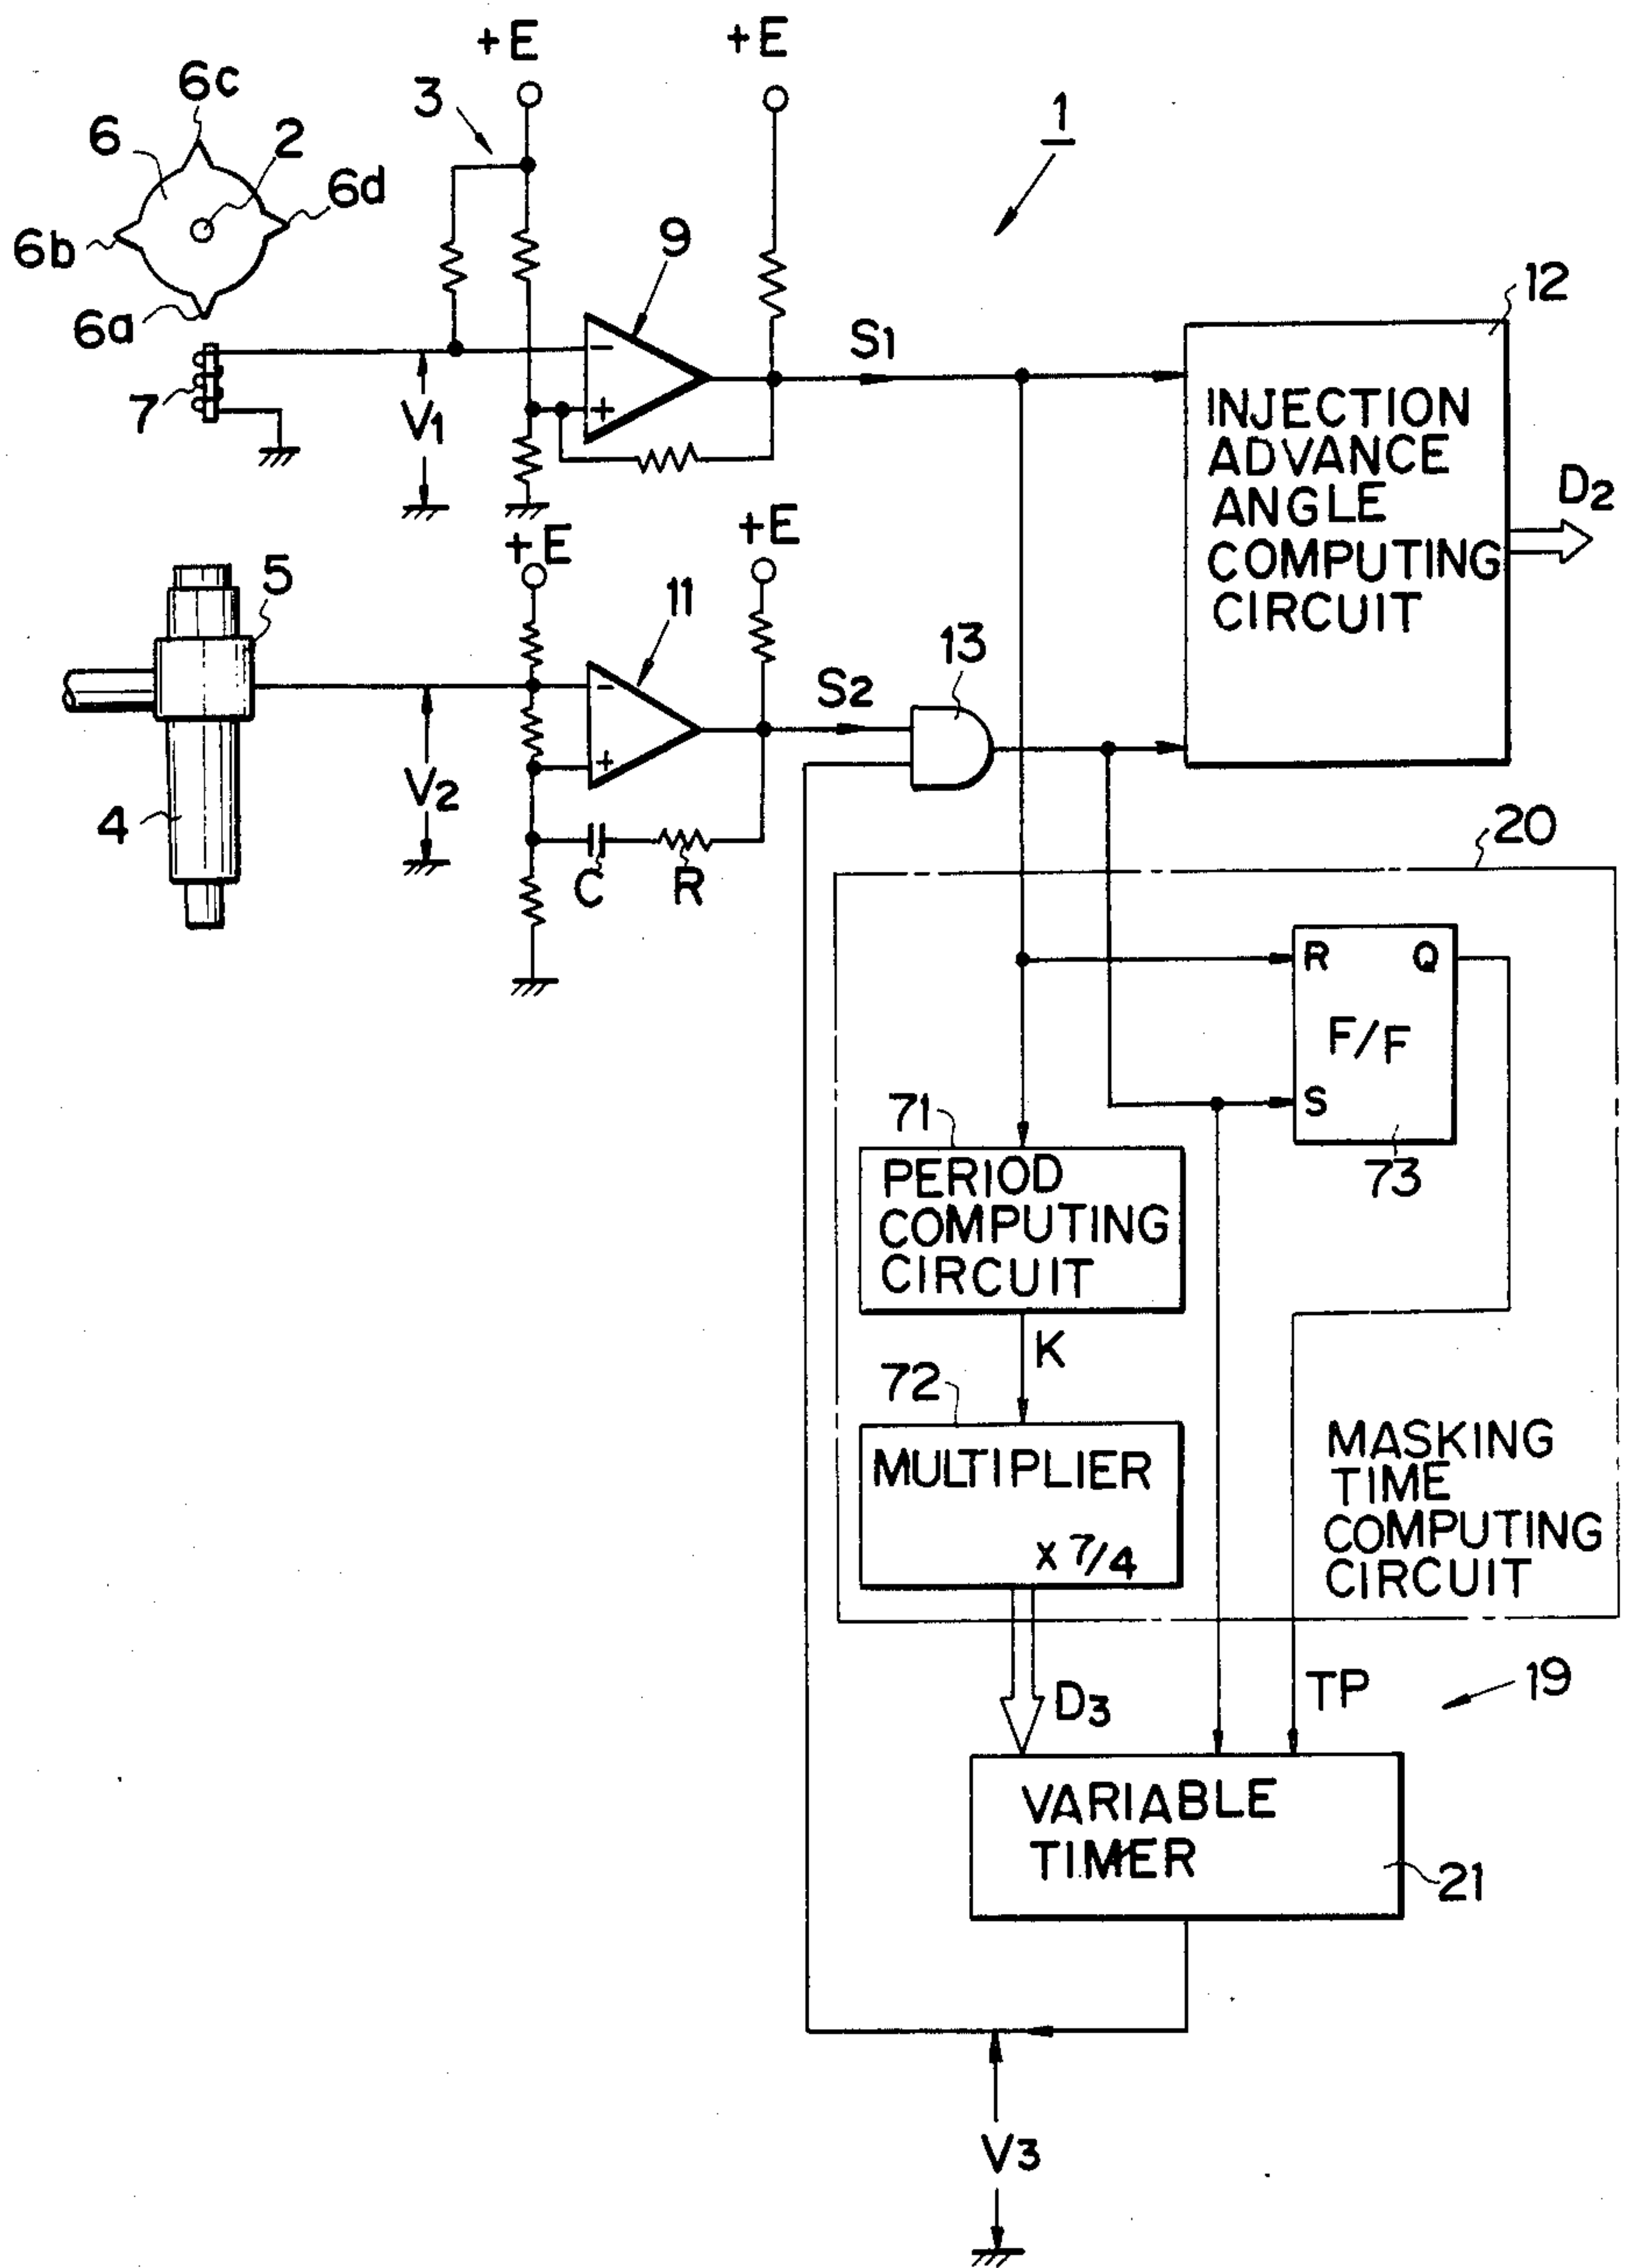 +E
+E
6c
3
1
6
2
6d
6b
9
12
6a
S1
INJECTION
ADVANCE
ANGLE
COMPUTING
CIRCUIT
−
+
7
V1
D2
+E
+E
5
11
13
−
+
S2
V2
4
C
R
20
R
Q
F/F
S
73
71
PERIOD
COMPUTING
CIRCUIT
K
72
MULTIPLIER
x 7/4
MASKING
TIME
COMPUTING
CIRCUIT
D3
TP
19
VARIABLE
TIMER
21
V3